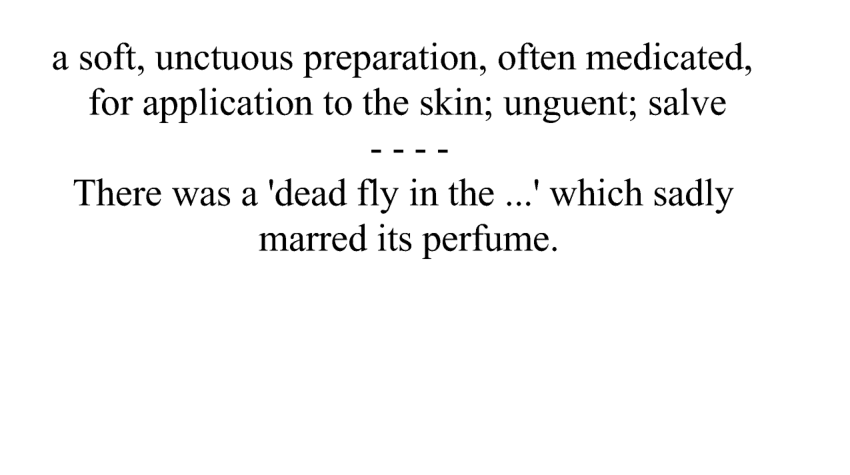 a soft, unctuous preparation, often medicated,
for application to the skin; unguent; salve
- - - -
There was a 'dead fly in the ...' which sadly
marred its perfume.